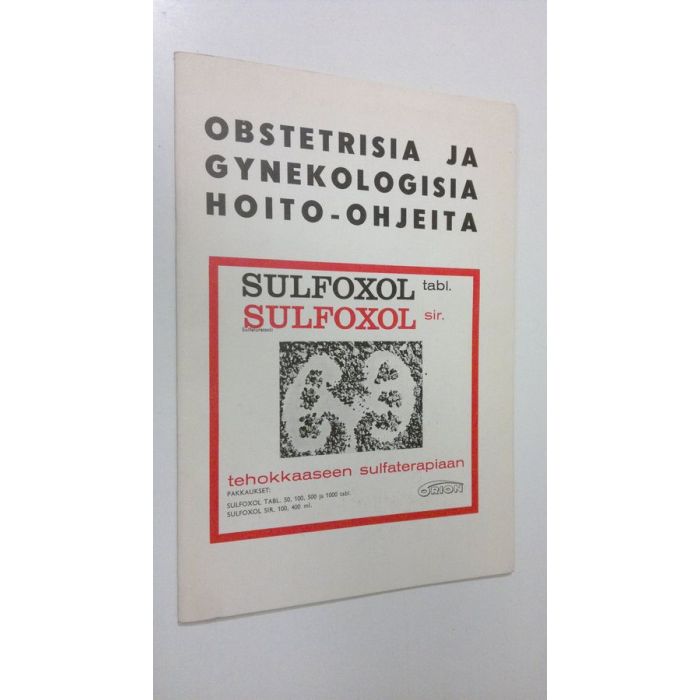 OBSTETRISIA JA
GYNEKOLOGISIA
HOITO-OHJEITA
SULFOXOL tabl.
SULFOXOL sir.
tehokkaaseen sulfaterapiaan
PAKKAUKSET:
SULFOXOL TABL. 50, 100, 500 ja 1000 tabl.
SULFOXOL SIR. 100, 400 ml.
ORION